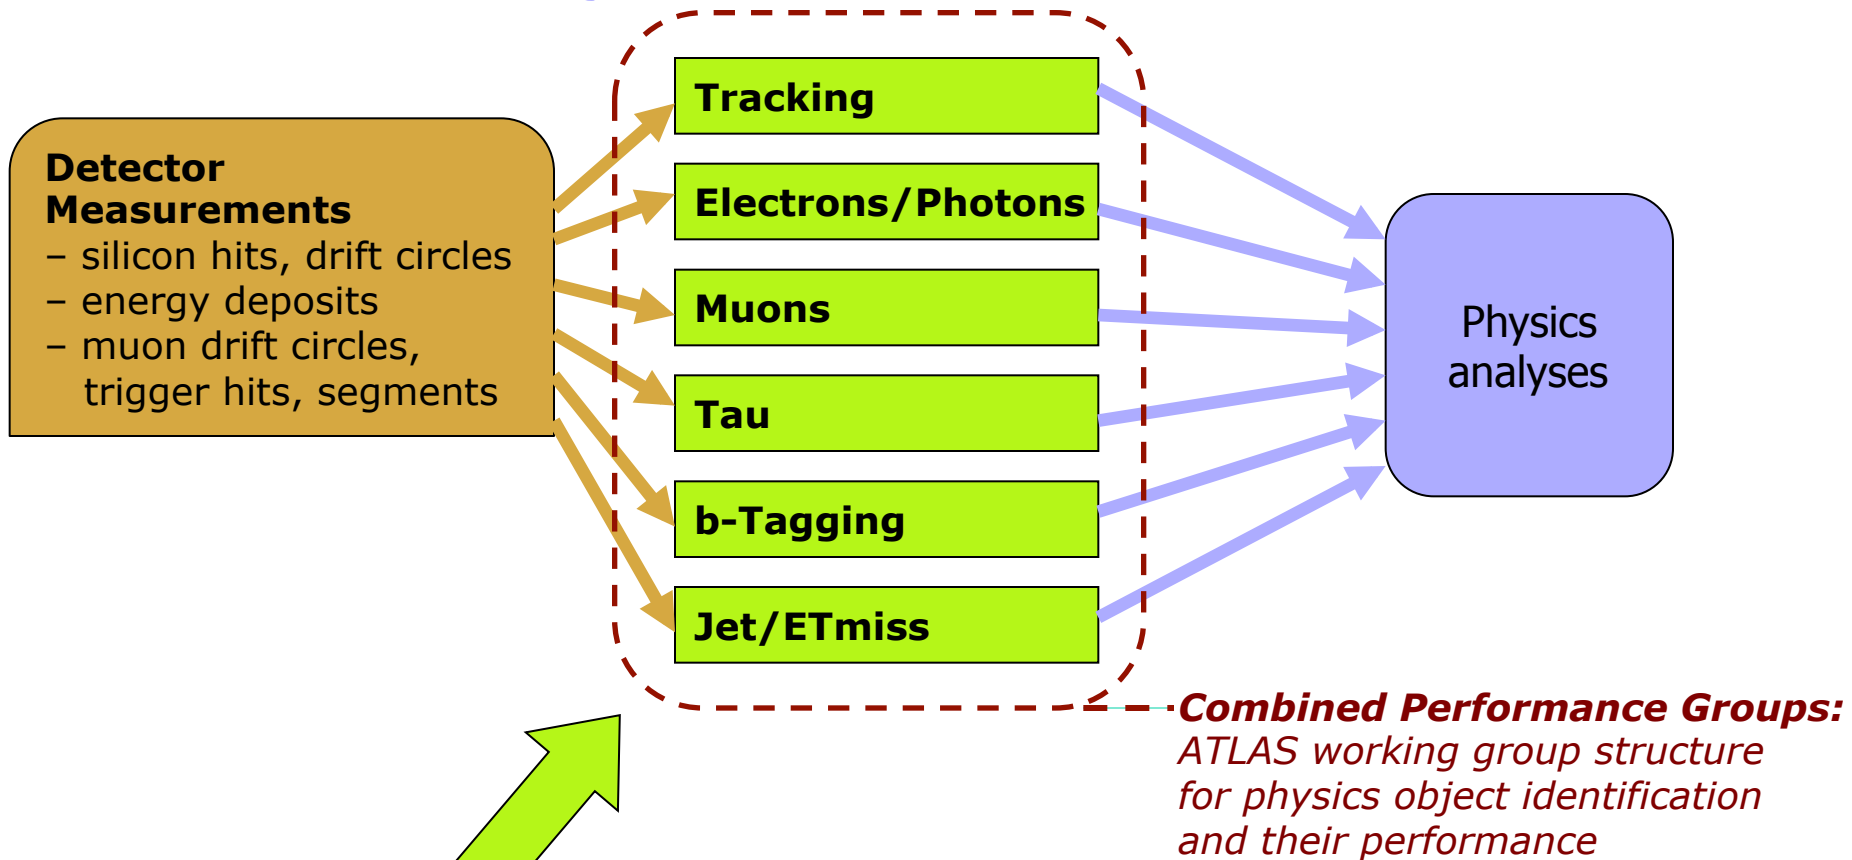 Detector
Measurements
– silicon hits, drift circles
– energy deposits
– muon drift circles,
trigger hits, segments
Tracking
Electrons/Photons
Muons
Tau
b-Tagging
Jet/ETmiss
Physics
analyses
Combined Performance Groups:
ATLAS working group structure
for physics object identification
and their performance